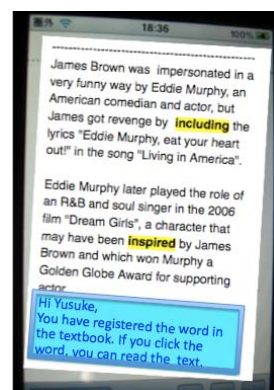 圏外 18:36 100%
James Brown was impersonated in a
very funny way by Eddie Murphy, an
American comedian and actor, but
James got revenge by including the
lyrics "Eddie Murphy, eat your heart
out!" in the song "Living in America".
Eddie Murphy later played the role of
an R&B and soul singer in the 2006
film "Dream Girls", a character that
may have been inspired by James
Brown and which won Murphy a
Golden Globe Award for supporting
actor
Hi Yusuke,
You have registered the word in
the textbook. If you click the
word, you can read the text.